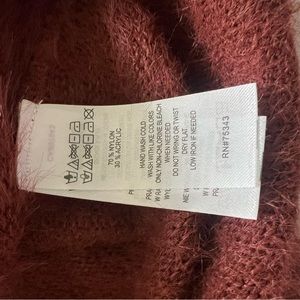 70 % NYLON
30 % ACRYLIC
HAND WASH COLD
WASH WITH LIKE COLORS
ONLY NON-CHLORINE BLEACH
WHEN NEEDED
DO NOT WRING OR TWIST
DRY FLAT
LOW IRON IF NEEDED
RN#75343